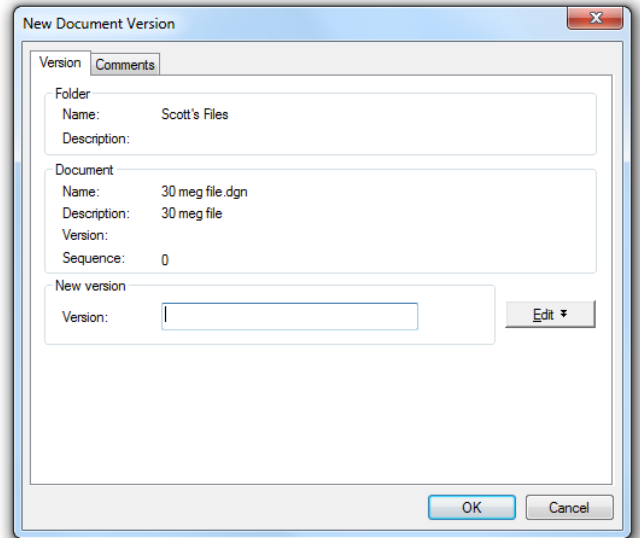 New Document Version
Version Comments
Folder
Name: Scott's Files
Description:
Document
Name: 30 meg file.dgn
Description: 30 meg file
Version:
Sequence: 0
New version
Version:
Edit
OK Cancel